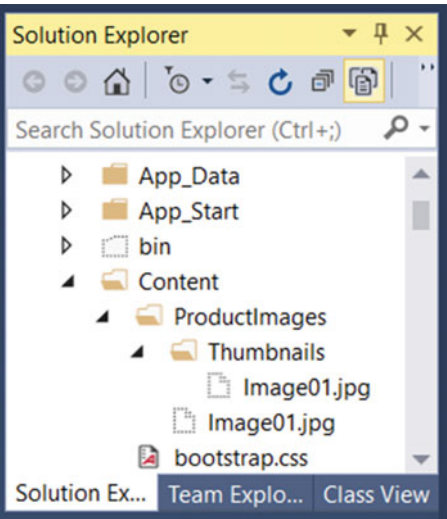 Solution Explorer
Search Solution Explorer (Ctrl+;)
App_Data
App_Start
bin
Content
ProductImages
Thumbnails
Image01.jpg
Image01.jpg
bootstrap.css
Solution Ex... Team Explo... Class View